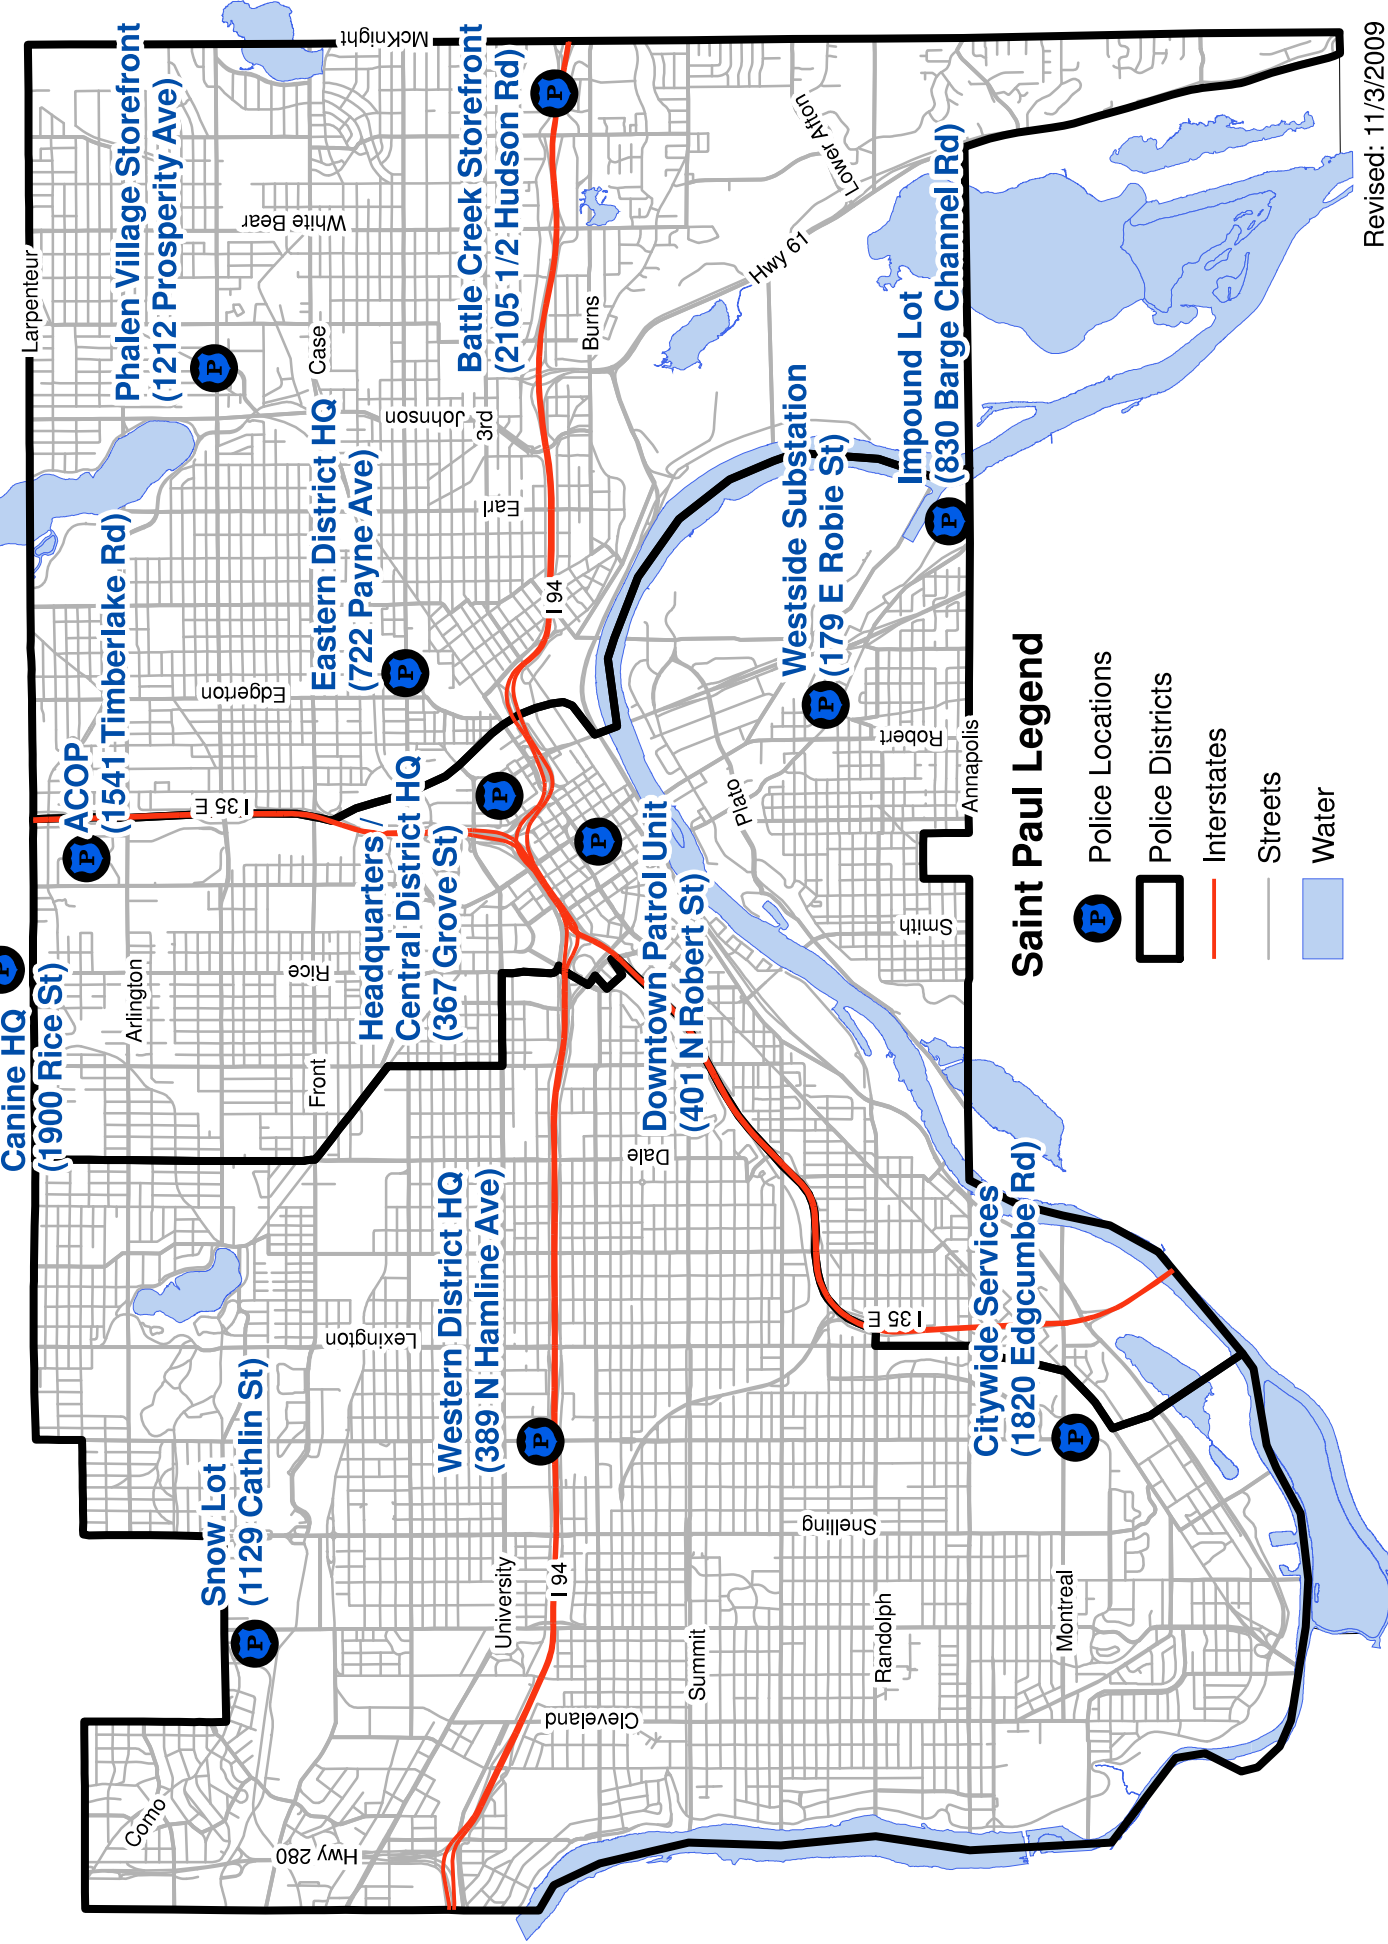 Canine HQ
(1900 Rice St)
ACOP
(1541 Timberlake Rd)
Phalen Village Storefront
(1212 Prosperity Ave)
Snow Lot
(1129 Cathlin St)
Eastern District HQ
(722 Payne Ave)
Headquarters /
Central District HQ
(367 Grove St)
Battle Creek Storefront
(2105 1/2 Hudson Rd)
Western District HQ
(389 N Hamline Ave)
Downtown Patrol Unit
(401 N Robert St)
Westside Substation
(179 E Robie St)
Impound Lot
(830 Barge Channel Rd)
Citywide Services
(1820 Edgcumbe Rd)
Larpenteur
McKnight
Arlington
Como
Hwy 280
I 35 E
Edgerton
White Bear
Case
Johnson
3rd
Earl
Rice
Front
Lexington
University
I 94
I 94
Burns
Lower Afton
Hwy 61
Cleveland
Summit
Dale
Snelling
Randolph
I 35 E
Montreal
Plato
Robert
Smith
Annapolis
P
P
P
P
P
P
P
P
P
P
P
P
Saint Paul Legend
P
Police Locations
Police Districts
Interstates
Streets
Water
Revised: 11/3/2009